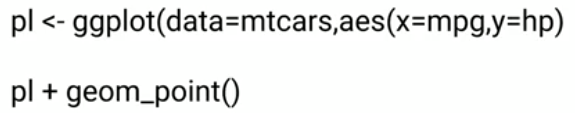 pl <- ggplot(data=mtcars,aes(x=mpg,y=hp)
pl + geom_point()